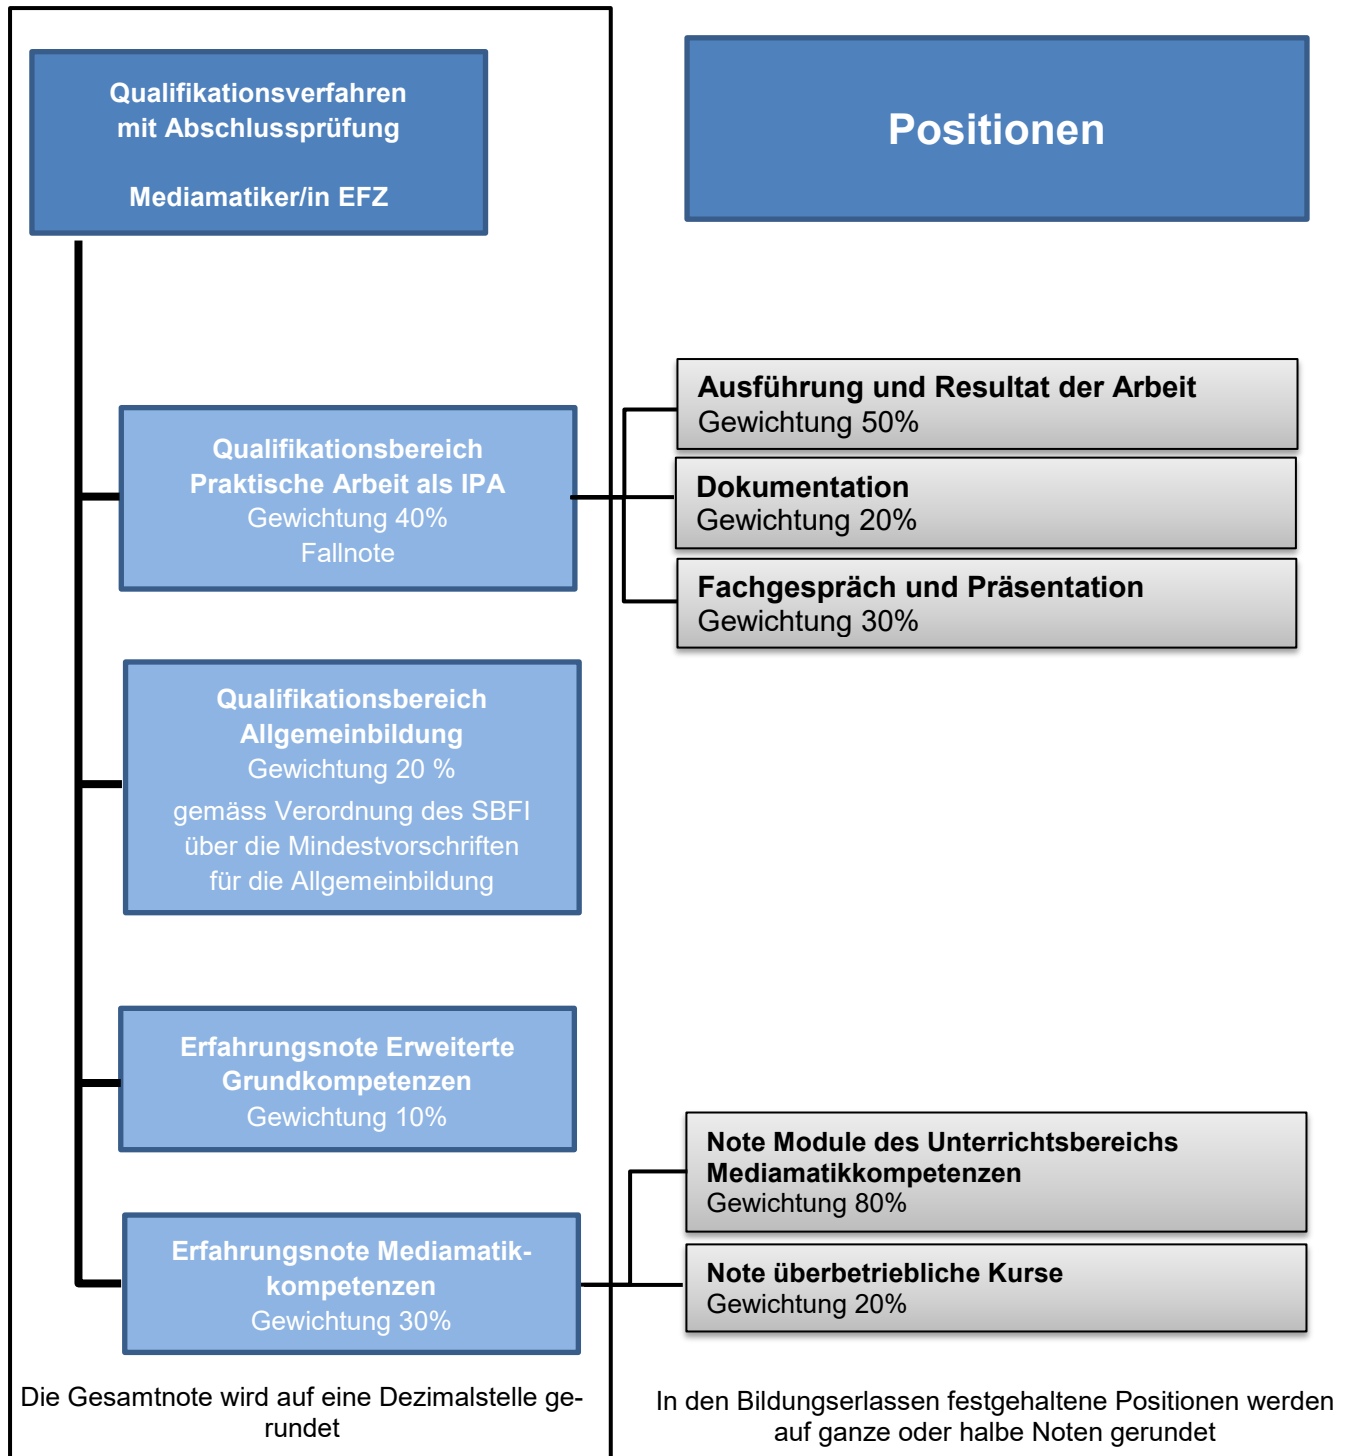 Qualifikationsverfahren
mit Abschlussprüfung
Mediamatiker/in EFZ
Positionen
Qualifikationsbereich
Praktische Arbeit als IPA
Gewichtung 40%
Fallnote
Ausführung und Resultat der Arbeit
Gewichtung 50%
Dokumentation
Gewichtung 20%
Fachgespräch und Präsentation
Gewichtung 30%
Qualifikationsbereich
Allgemeinbildung
Gewichtung 20 %
gemäss Verordnung des SBFI
über die Mindestvorschriften
für die Allgemeinbildung
Erfahrungsnote Erweiterte
Grundkompetenzen
Gewichtung 10%
Erfahrungsnote Mediamatik-
kompetenzen
Gewichtung 30%
Note Module des Unterrichtsbereichs
Mediamatikkompetenzen
Gewichtung 80%
Note überbetriebliche Kurse
Gewichtung 20%
Die Gesamtnote wird auf eine Dezimalstelle ge-
rundet
In den Bildungserlassen festgehaltene Positionen werden
auf ganze oder halbe Noten gerundet